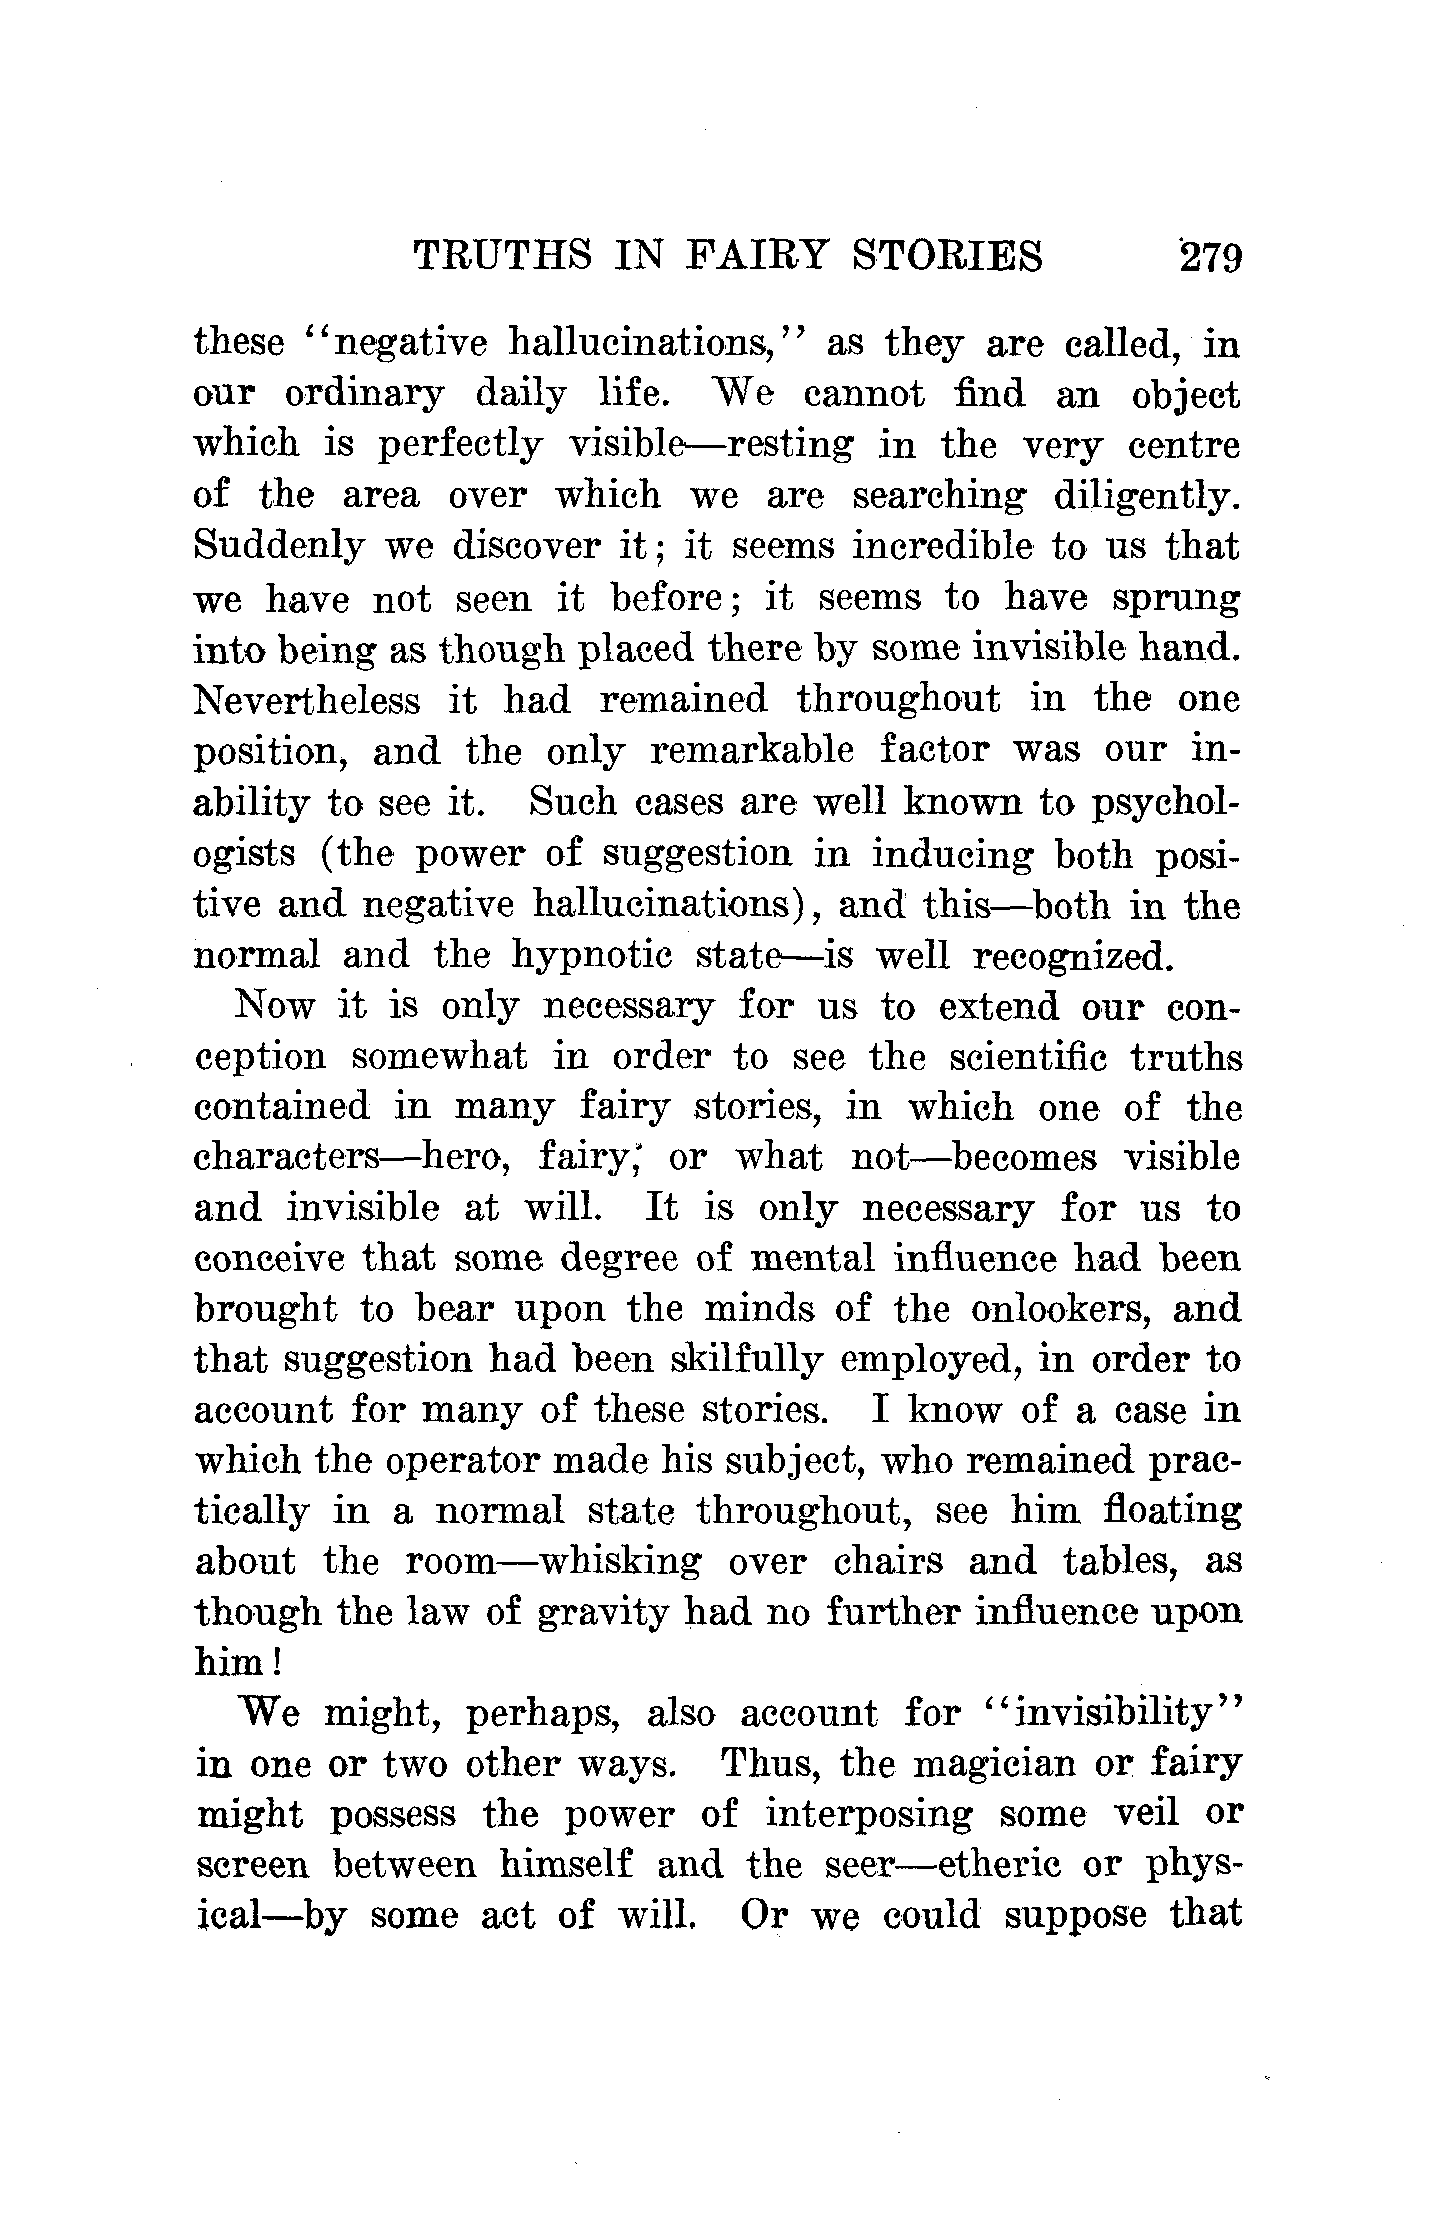 TRUTHS IN FAIRY STORIES 279
these "negative hallucinations," as they are called, in
our ordinary daily life. We cannot find an object
which is perfectly visible—resting in the very centre
of the area over which we are searching diligently.
Suddenly we discover it; it seems incredible to us that
we have not seen it before; it seems to have sprung
into being as though placed there by some invisible hand.
Nevertheless it had remained throughout in the one
position, and the only remarkable factor was our in-
ability to see it. Such cases are well known to psychol-
ogists (the power of suggestion in inducing both posi-
tive and negative hallucinations), and this—both in the
normal and the hypnotic state—is well recognized.
Now it is only necessary for us to extend our con-
ception somewhat in order to see the scientific truths
contained in many fairy stories, in which one of the
characters—hero, fairy, or what not—becomes visible
and invisible at will. It is only necessary for us to
conceive that some degree of mental influence had been
brought to bear upon the minds of the onlookers, and
that suggestion had been skilfully employed, in order to
account for many of these stories. I know of a case in
which the operator made his subject, who remained prac-
tically in a normal state throughout, see him floating
about the room—whisking over chairs and tables, as
though the law of gravity had no further influence upon
him!
We might, perhaps, also account for "invisibility"
in one or two other ways. Thus, the magician or fairy
might possess the power of interposing some veil or
screen between himself and the seer—etheric or phys-
ical—by some act of will. Or we could suppose that